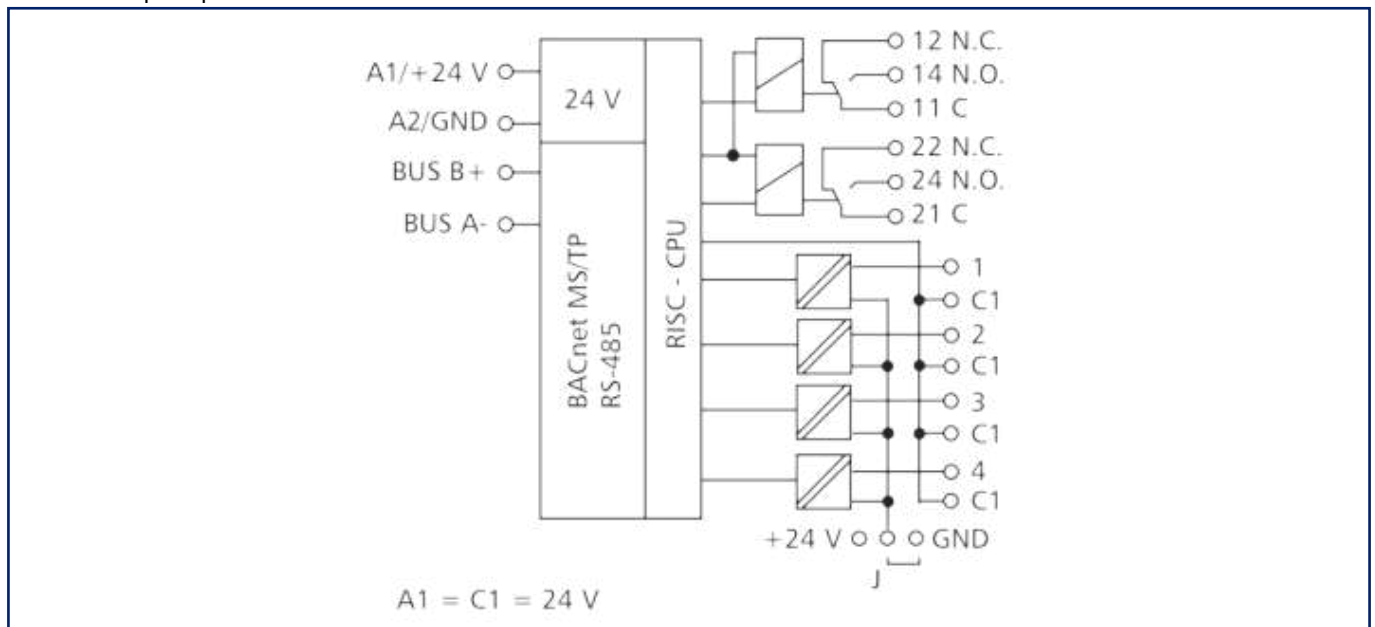 A1/+24 V
A2/GND
BUS B+
BUS A-
24 V
BACnet MS/TP
RS-485
RISC - CPU
12 N.C.
14 N.O.
11 C
22 N.C.
24 N.O.
21 C
1
C1
2
C1
3
C1
4
C1
+24 V
GND
J
A1 = C1 = 24 V